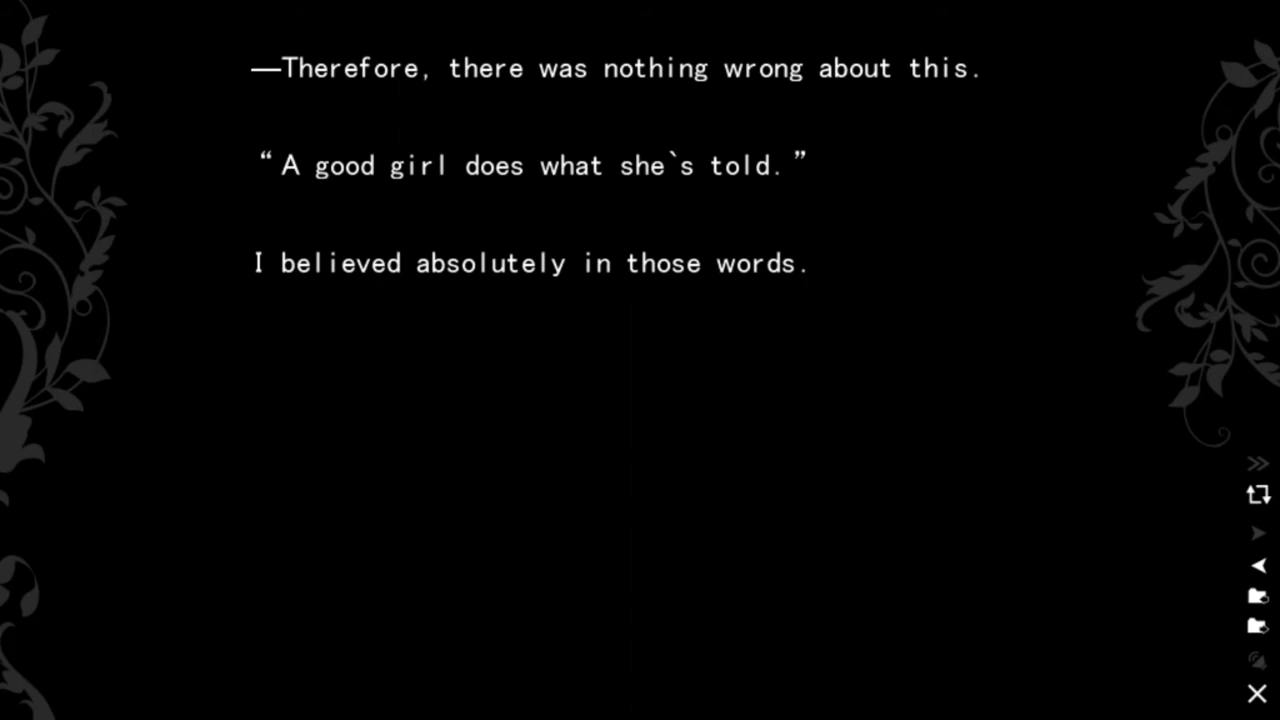 —Therefore, there was nothing wrong about this.
“A good girl does what she`s told.”
I believed absolutely in those words.